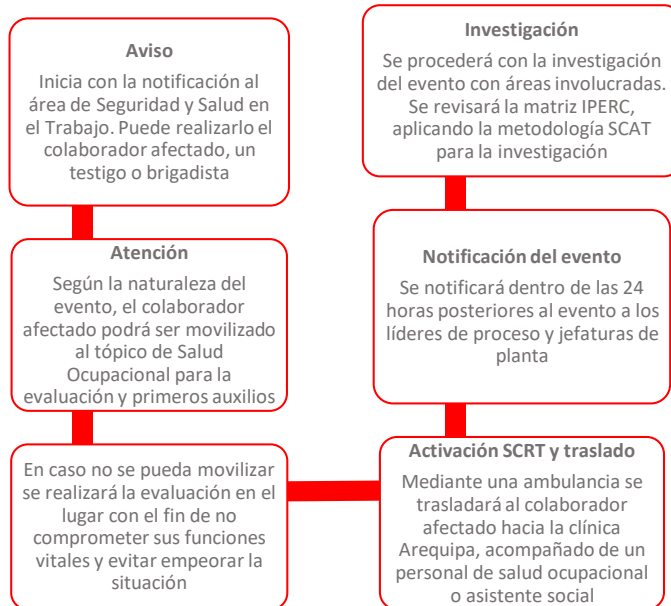 Aviso
Inicia con la notificación al
área de Seguridad y Salud en
el Trabajo. Puede realizarlo el
colaborador afectado, un
testigo o brigadista
Atención
Según la naturaleza del
evento, el colaborador
afectado podrá ser movilizado
al tópico de Salud
Ocupacional para la
evaluación y primeros auxilios
En caso no se pueda movilizar
se realizará la evaluación en el
lugar con el fin de no
comprometer sus funciones
vitales y evitar empeorar la
situación
Activación SCRT y traslado
Mediante una ambulancia se
trasladará al colaborador
afectado hacia la clínica
Arequipa, acompañado de un
personal de salud ocupacional
o asistente social
Notificación del evento
Se notificará dentro de las 24
horas posteriores al evento a los
líderes de proceso y jefaturas de
planta
Investigación
Se procederá con la investigación
del evento con áreas involucradas.
Se revisará la matriz IPERC,
aplicando la metodología SCAT
para la investigación